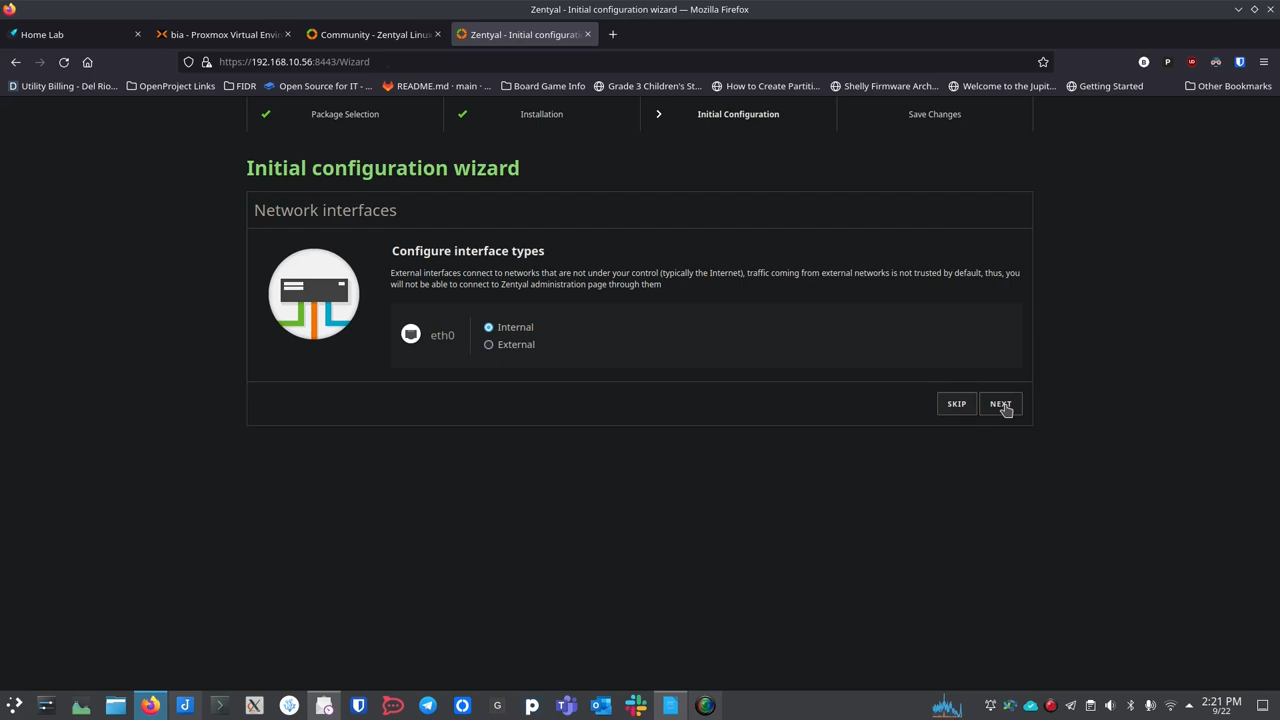 Zentyal - Initial configuration wizard — Mozilla Firefox
Home Lab
bia - Proxmox Virtual Envir
Community - Zentyal Linux
Zentyal - Initial configurati
https://192.168.10.56:8443/Wizard
Utility Billing - Del Rio...
OpenProject Links
FIDR
Open Source for IT - ...
README.md · main · ...
Board Game Info
Grade 3 Children's St...
How to Create Partiti...
Shelly Firmware Arch...
Welcome to the Jupit...
Getting Started
Other Bookmarks
Package Selection
Installation
Initial Configuration
Save Changes
Initial configuration wizard
Network interfaces
Configure interface types
External interfaces connect to networks that are not under your control (typically the Internet), traffic coming from external networks is not trusted by default, thus, you
will not be able to connect to Zentyal administration page through them
eth0
Internal
External
SKIP
NEXT
2:21 PM
9/22